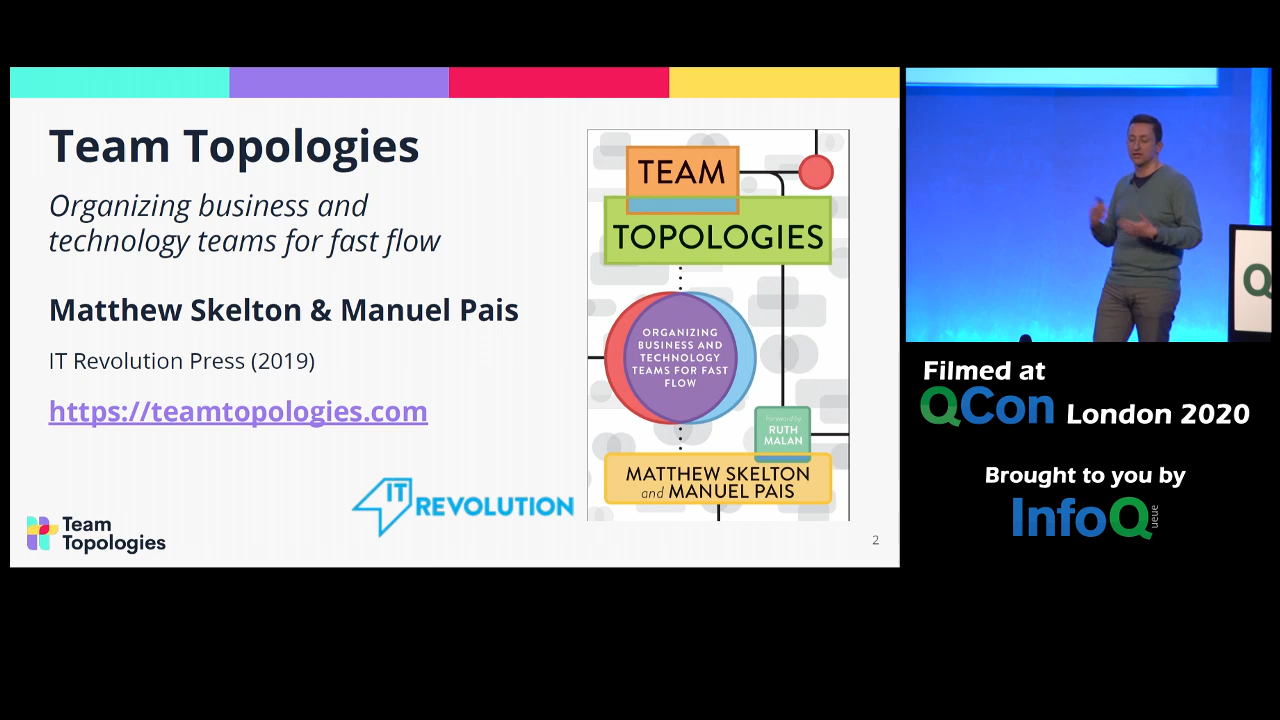 Team Topologies
Organizing business and
technology teams for fast flow
Matthew Skelton & Manuel Pais
IT Revolution Press (2019)
https://teamtopologies.com
IT
REVOLUTION
Team
Topologies
TEAM
TOPOLOGIES
ORGANIZING
BUSINESS AND
TECHNOLOGY
TEAMS FOR FAST
FLOW
Foreword by
RUTH
MALAN
MATTHEW SKELTON
and MANUEL PAIS
2
Q
Filmed at
QCon London 2020
Brought to you by
InfoQ
ueue